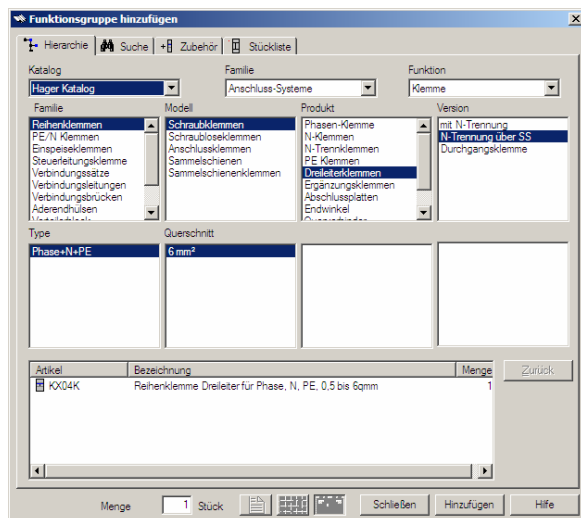 Funktionsgruppe hinzufügen
Hierarchie Suche Zubehör Stückliste
Katalog Familie Funktion
Hager Katalog Anschluss-Systeme Klemme
Familie Modell Produkt Version
Reihenklemmen Schraubklemmen Phasen-Klemme mit N-Trennung
PE/N Klemmen Schraubloseklemmen N-Klemmen N-Trennung über SS
Einspeiseklemmen Anschlussklemmen N-Trennklemmen Durchgangsklemme
Steuerleitungsklemme Sammelschienen PE Klemmen
Verbindungssätze Sammelschienenklemmen Dreileiterklemmen
Verbindungsleitungen Ergänzungsklemmen
Verbindungsbrücken Abschlussplatten
Aderendhülsen Endwinkel
Type Querschnitt
Phase+N+PE 6 mm²
Artikel Bezeichnung Menge Zurück
KX04K Reihenklemme Dreileiter für Phase, N, PE, 0,5 bis 6qmm 1
Menge 1 Stück Schließen Hinzufügen Hilfe